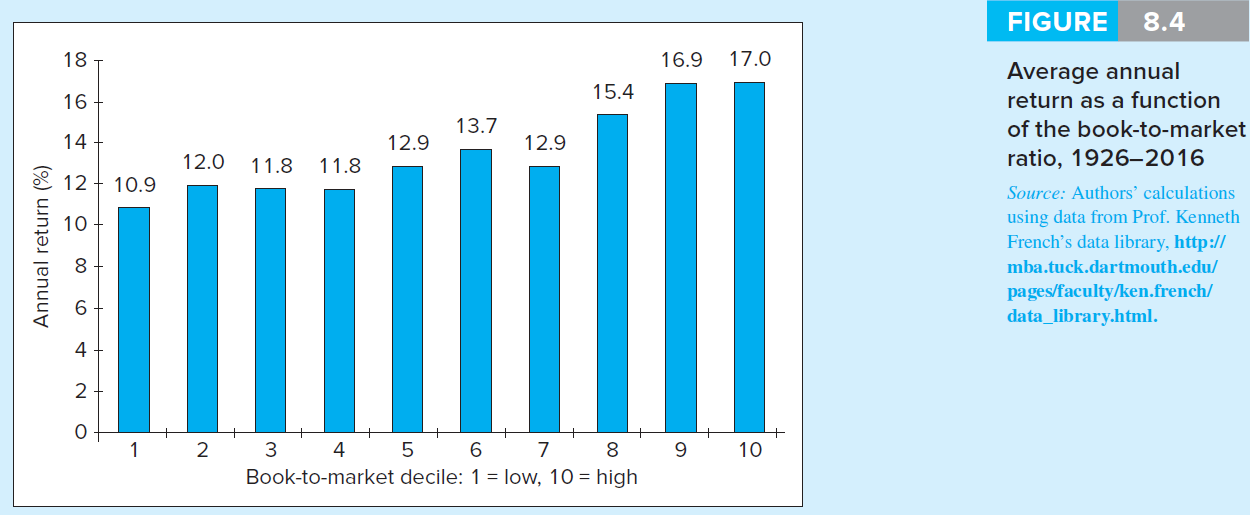 FIGURE 8.4
Average annual
return as a function
of the book-to-market
ratio, 1926–2016
Source: Authors’ calculations
using data from Prof. Kenneth
French’s data library, http://
mba.tuck.dartmouth.edu/
pages/faculty/ken.french/
data_library.html.
Annual return (%)
18
16
14
12
10
8
6
4
2
0
10.9
12.0
11.8
11.8
12.9
13.7
12.9
15.4
16.9
17.0
1 2 3 4 5 6 7 8 9 10
Book-to-market decile: 1 = low, 10 = high